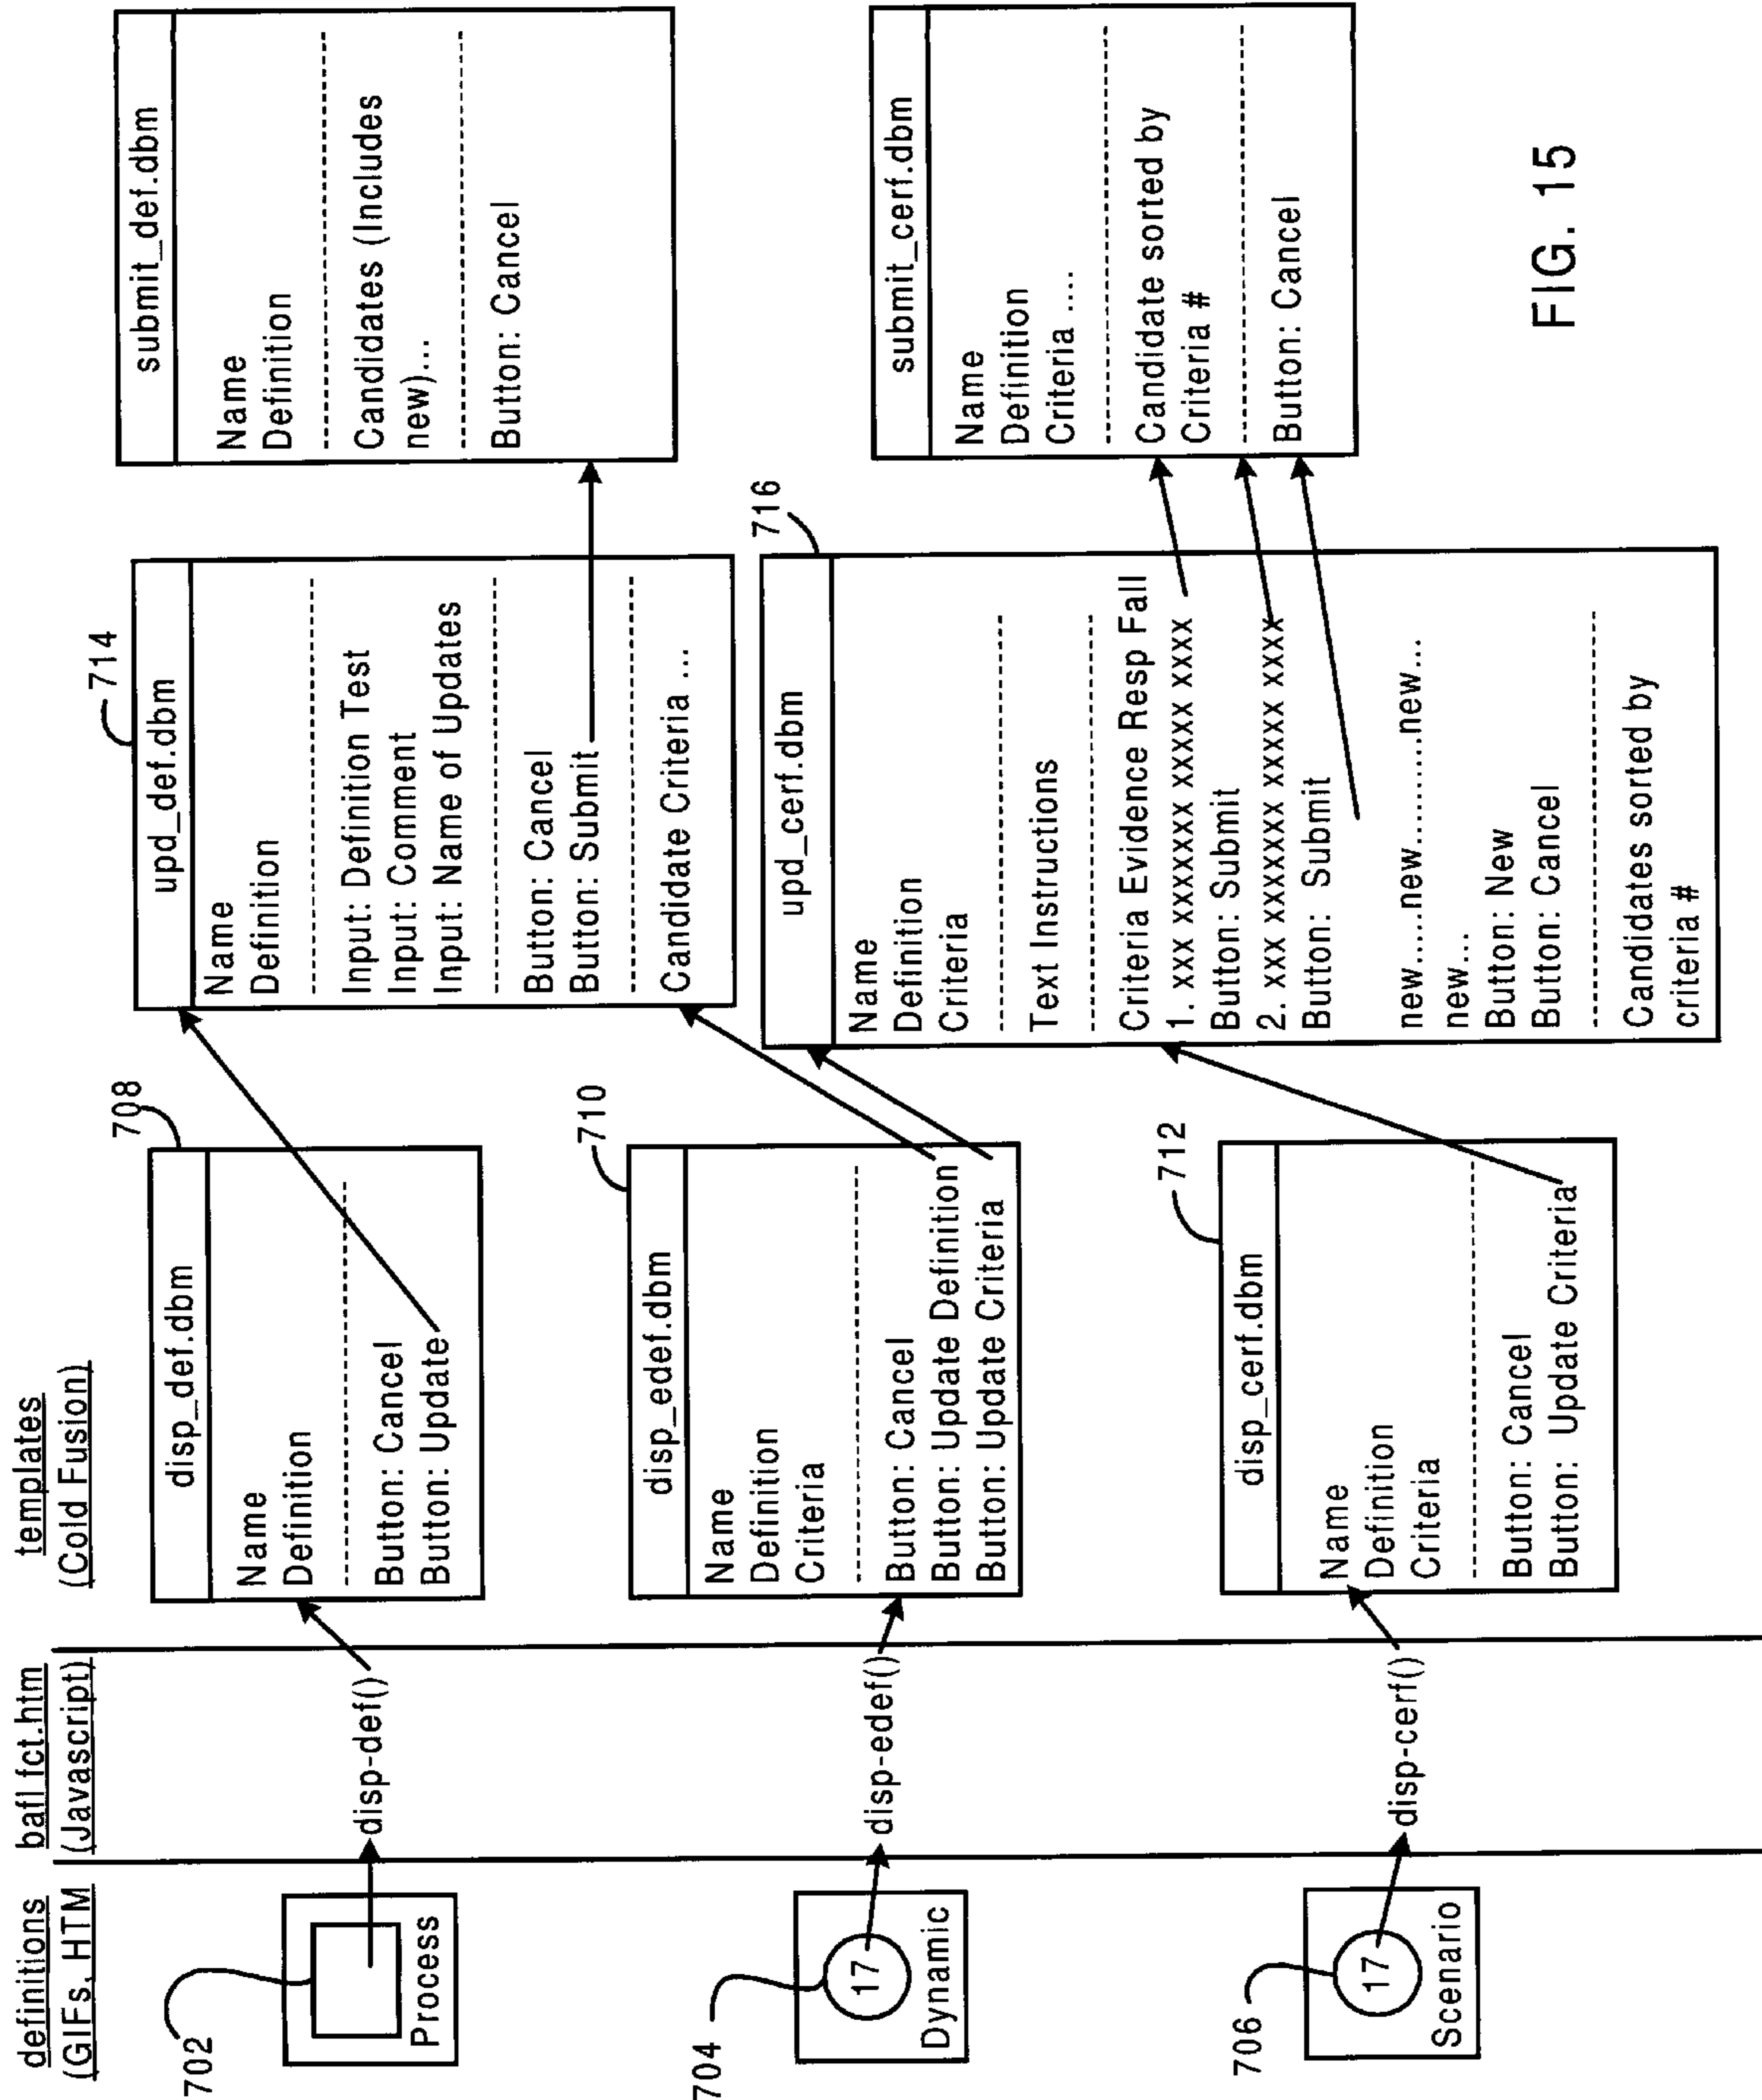 definitions
(GIFs, HTM
bafl fct.htm
(Javascript)
templates
(Cold Fusion)
702
Process
disp-def()
708
disp_def.dbm
Name
Definition
Button: Cancel
Button: Update
714
upd_def.dbm
Name
Definition
Input: Definition Test
Input: Comment
Input: Name of Updates
Button: Cancel
Button: Submit
Candidate Criteria ...
submit_def.dbm
Name
Definition
Candidates (Includes
new)...
Button: Cancel
704
17
Dynamic
disp-edef()
710
disp_edef.dbm
Name
Definition
Criteria
Button: Cancel
Button: Update Definition
Button: Update Criteria
716
upd_cerf.dbm
Name
Definition
Criteria
Text Instructions
Criteria Evidence Resp Fall
1. xxx xxxxxxx xxxxx xxxx
Button: Submit
2. xxx xxxxxxx xxxxx xxxx
Button: Submit
new.....new..........new...
new...
Button: New
Button: Cancel
Candidates sorted by
criteria #
submit_cerf.dbm
Name
Definition
Criteria ....
Candidate sorted by
Criteria #
Button: Cancel
706
17
Scenario
disp-cerf()
712
disp_cerf.dbm
Name
Definition
Criteria
Button: Cancel
Button: Update Criteria
FIG. 15